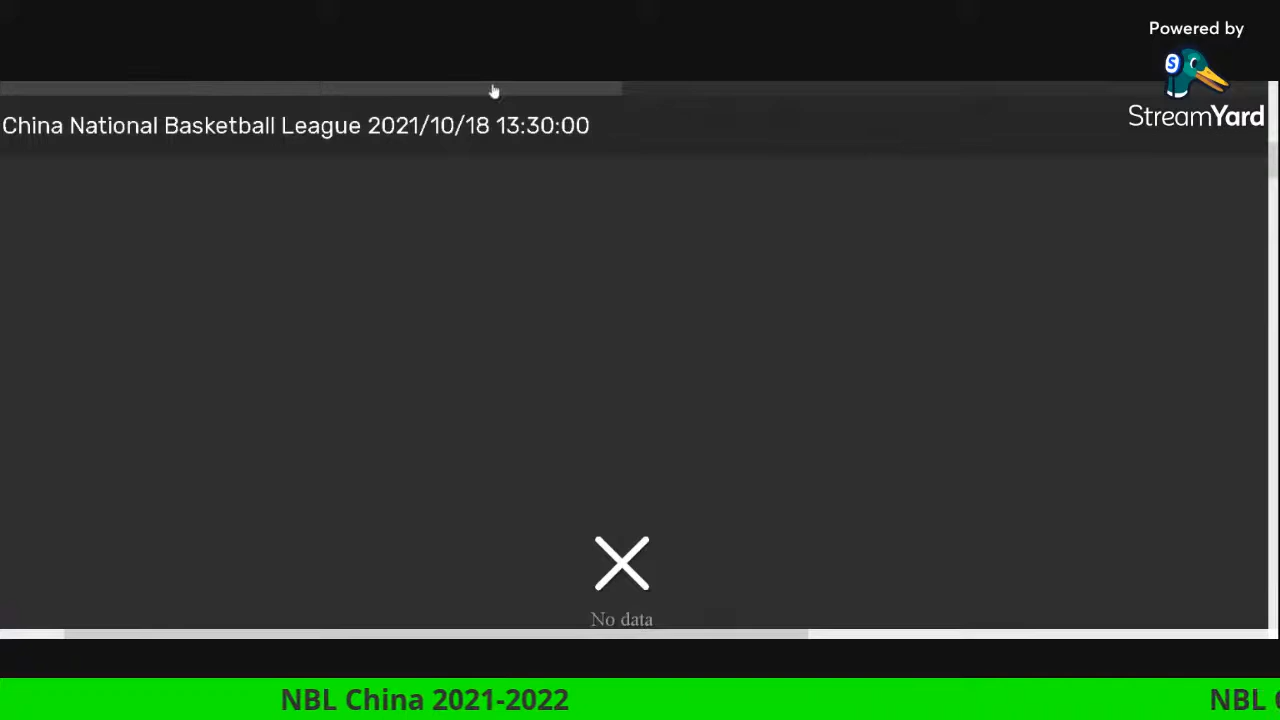 Powered by
S
StreamYard
China National Basketball League 2021/10/18 13:30:00
No data
NBL China 2021-2022
NBL